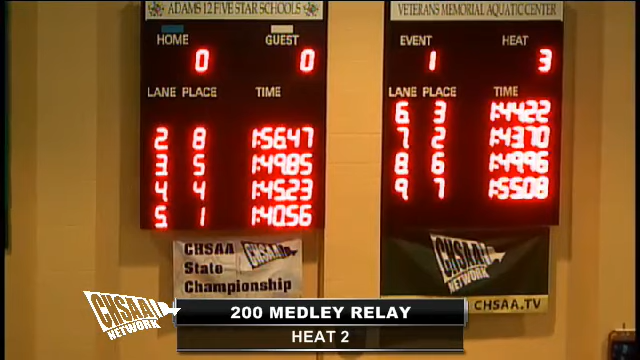 ADAMS 12 FIVE STAR SCHOOLS
HOME GUEST
0 0
LANE PLACE TIME
2 8 1:56.47
3 5 1:49.85
4 4 1:45.23
5 1 1:40.56
VETERANS MEMORIAL AQUATIC CENTER
EVENT HEAT
1 3
LANE PLACE TIME
6 3 1:44.22
7 2 1:43.70
8 6 1:49.96
9 7 1:55.08
CHSAA
State
Championship
CHSAA
CHSAA
NETWORK
CHSAA.TV
CHSAA
NETWORK
200 MEDLEY RELAY
HEAT 2